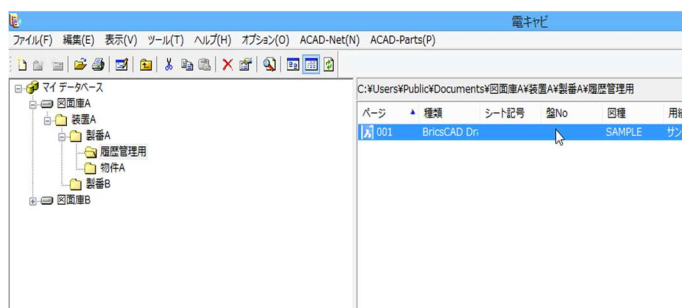 電キャビ
ファイル(F) 編集(E) 表示(V) ツール(T) ヘルプ(H) オプション(O) ACAD-Net(N) ACAD-Parts(P)
マイ データベース
図面庫A
装置A
製番A
履歴管理用
物件A
製番B
図面庫B
C:¥Users¥Public¥Documents¥図面庫A¥装置A¥製番A¥履歴管理用
ページ 種類 シート記号 盤No 図種 用紙
001 BricsCAD Dr SAMPLE サン